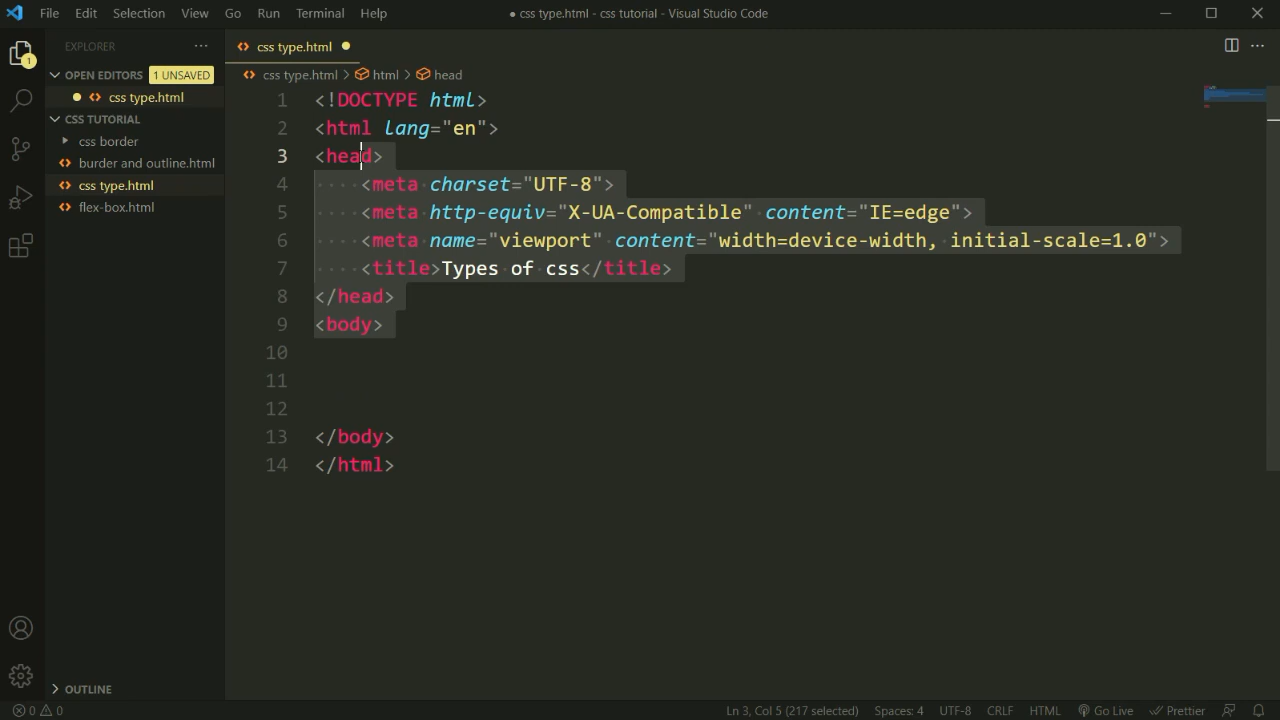 File Edit Selection View Go Run Terminal Help
● css type.html - css tutorial - Visual Studio Code
EXPLORER
1
OPEN EDITORS 1 UNSAVED
css type.html
CSS TUTORIAL
css border
burder and outline.html
css type.html
flex-box.html
OUTLINE
css type.html
css type.html > html > head
1 <!DOCTYPE html>
2 <html lang="en">
3 <head>
4 <meta charset="UTF-8">
5 <meta http-equiv="X-UA-Compatible" content="IE=edge">
6 <meta name="viewport" content="width=device-width, initial-scale=1.0">
7 <title>Types of css</title>
8 </head>
9 <body>
10
11
12
13 </body>
14 </html>
0 0 Ln 3, Col 5 (217 selected) Spaces: 4 UTF-8 CRLF HTML Go Live Prettier